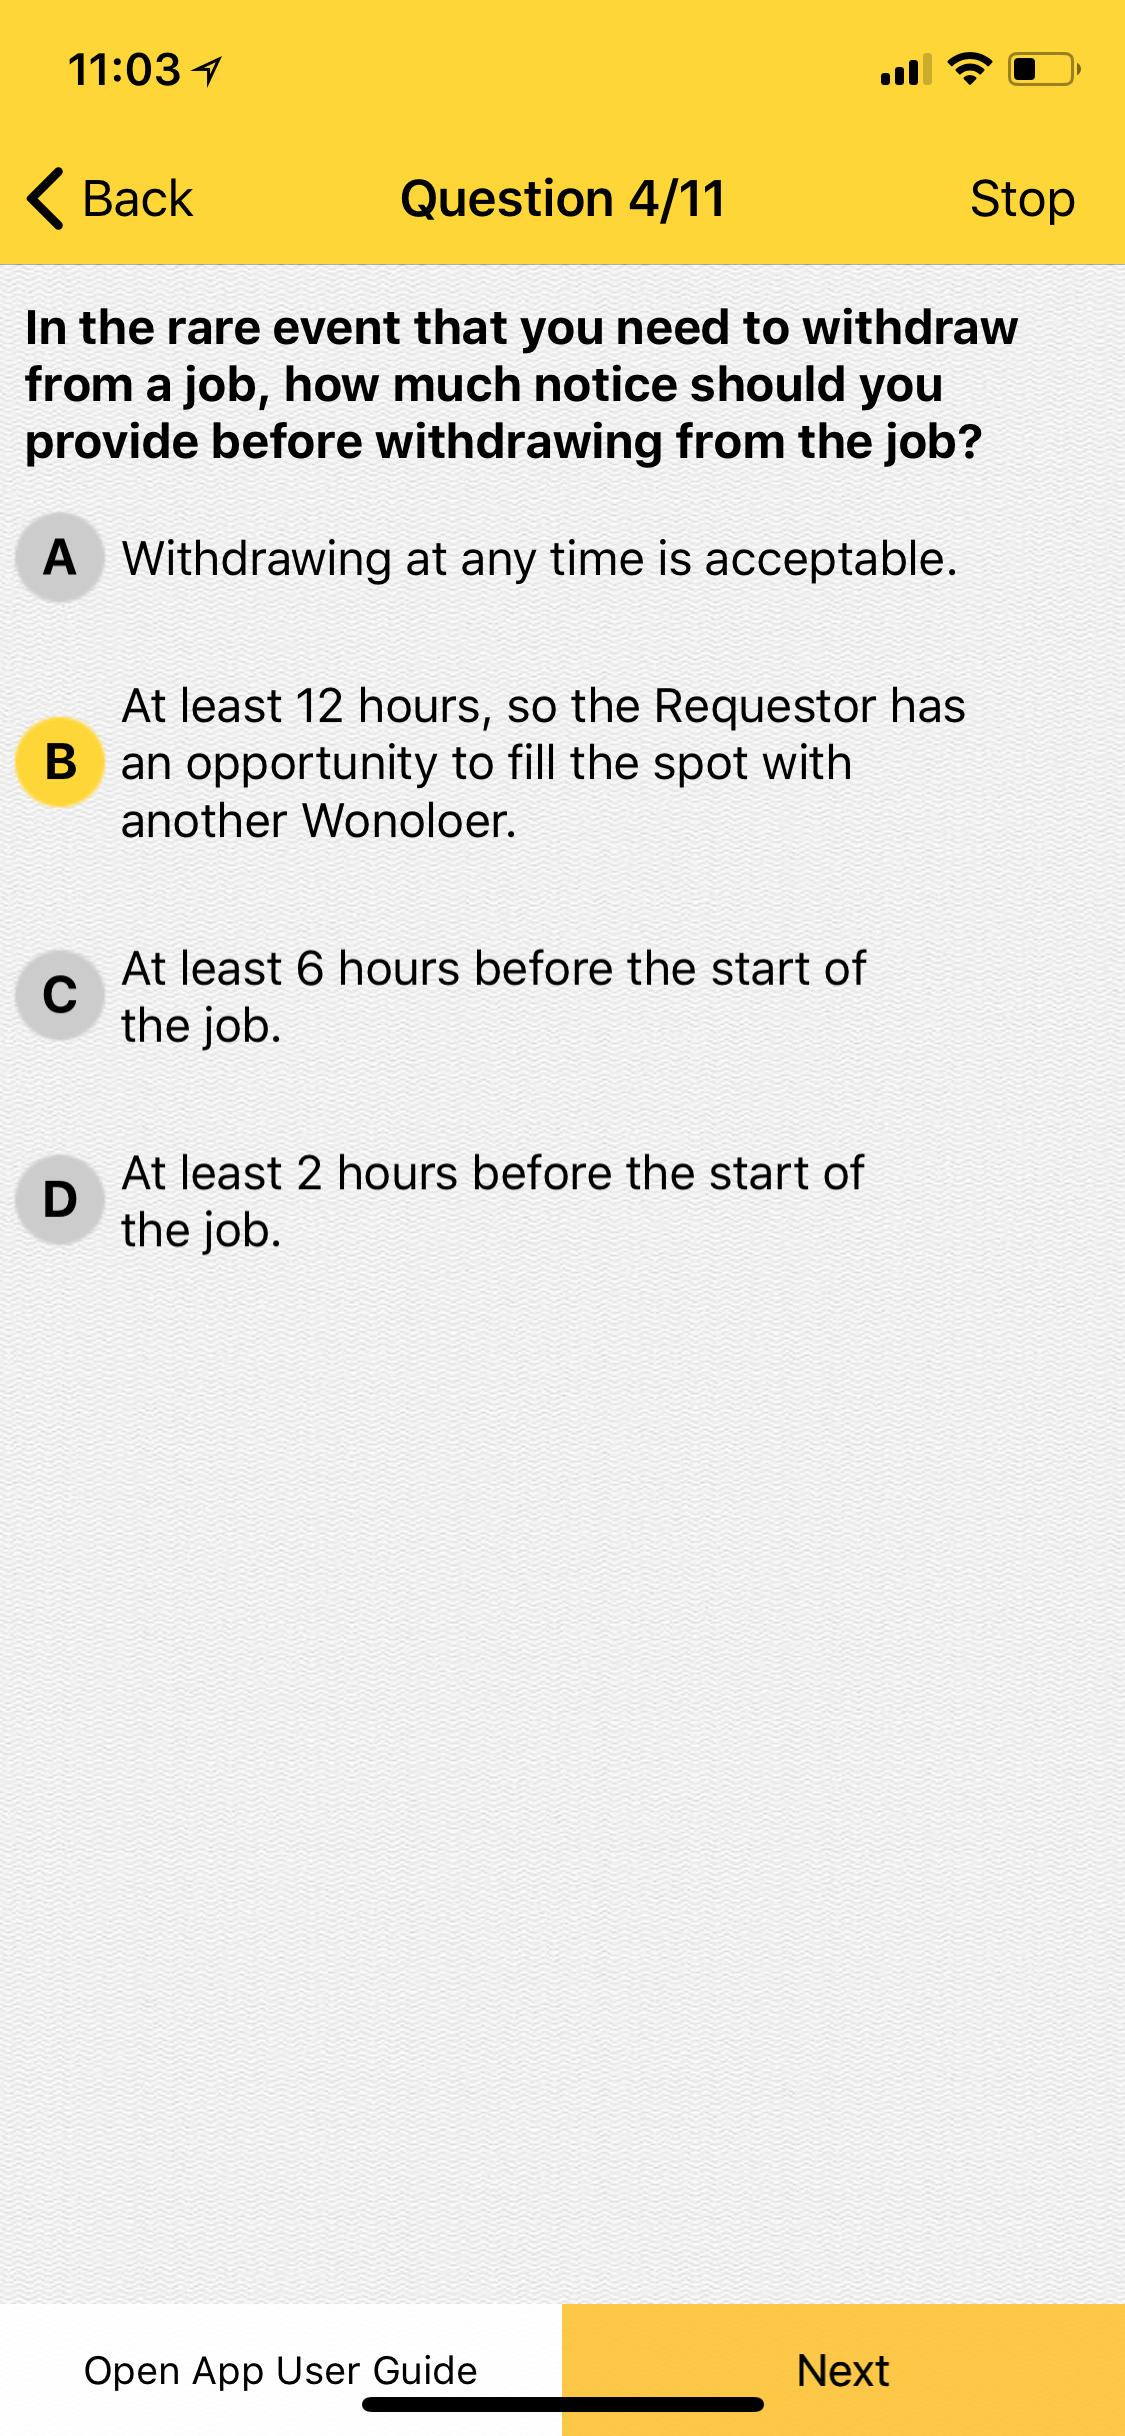 11:03
Back Question 4/11 Stop
In the rare event that you need to withdraw
from a job, how much notice should you
provide before withdrawing from the job?
A Withdrawing at any time is acceptable.
At least 12 hours, so the Requestor has
B an opportunity to fill the spot with
another Wonoloer.
C At least 6 hours before the start of
the job.
D At least 2 hours before the start of
the job.
Open App User Guide Next